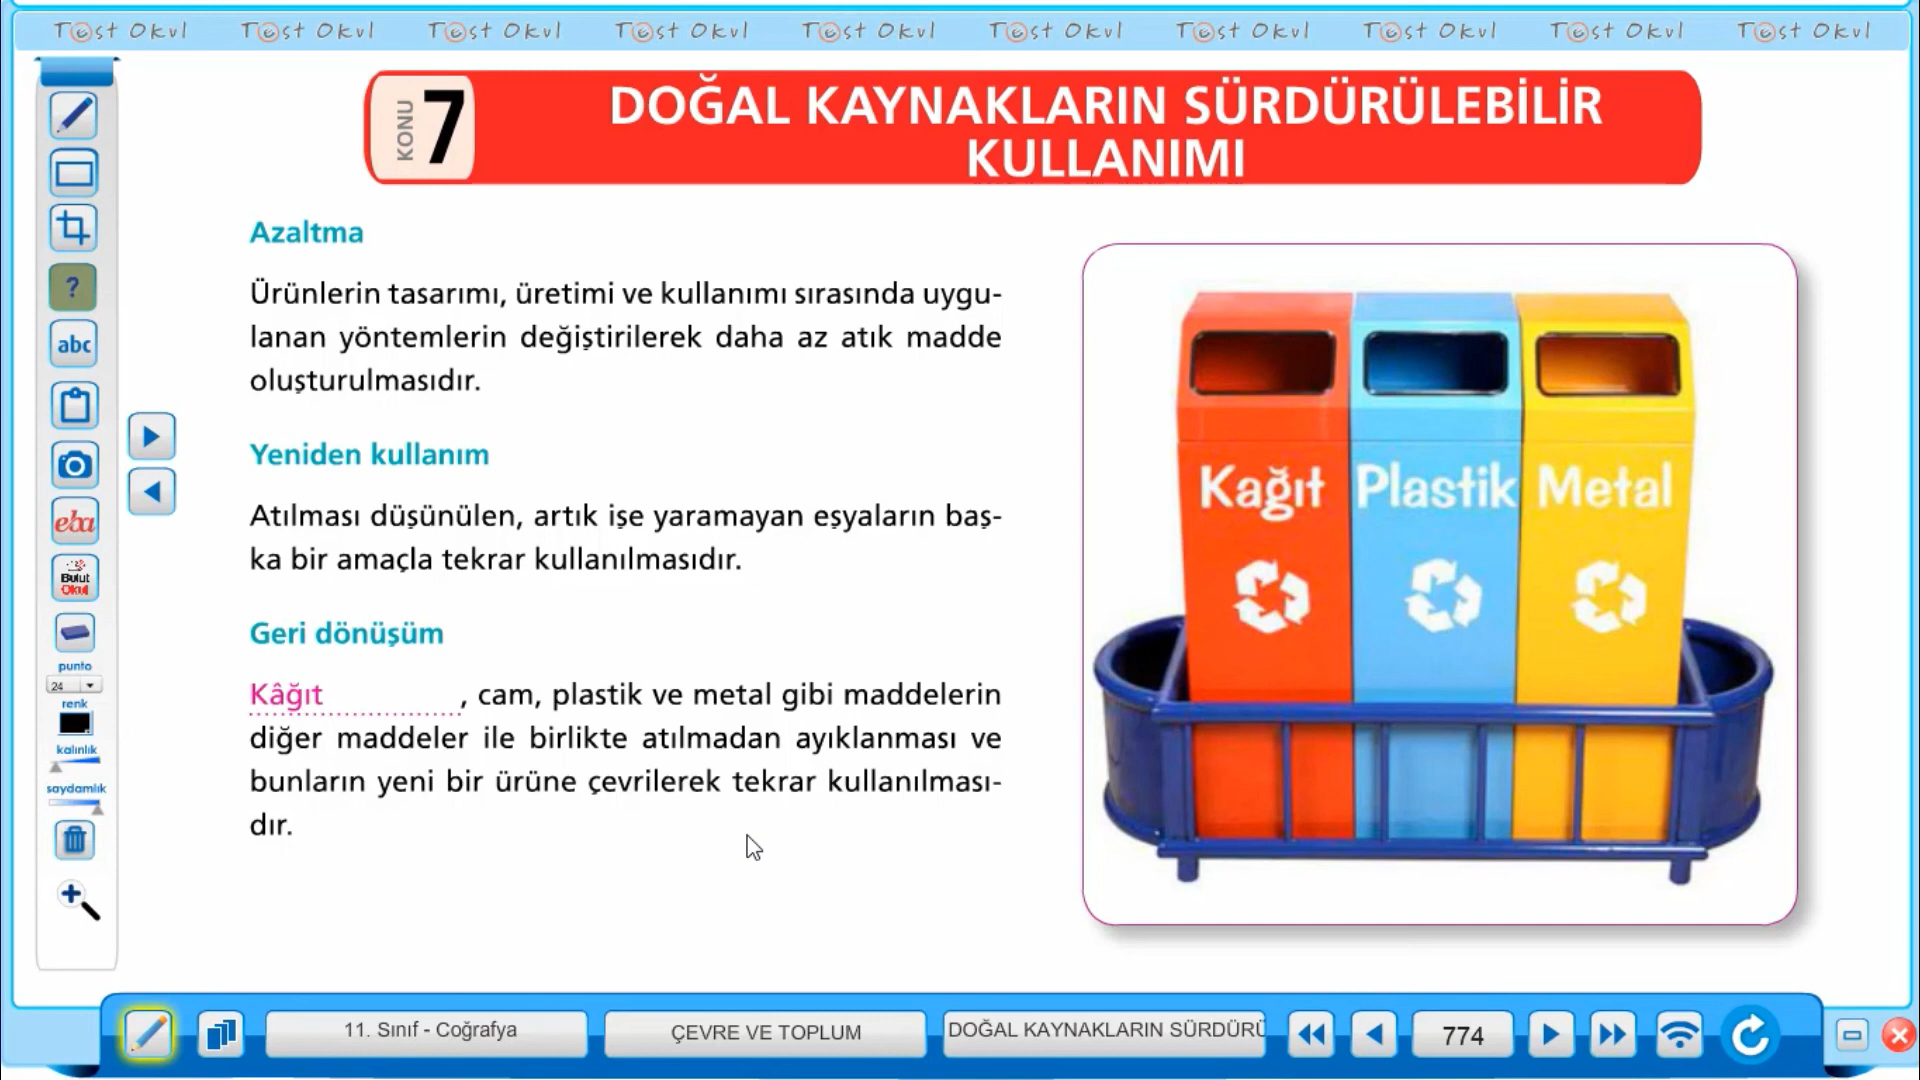 Test Okul Test Okul Test Okul Test Okul Test Okul Test Okul Test Okul Test Okul Test Okul Test Okul
KONU 7
DOĞAL KAYNAKLARIN SÜRDÜRÜLEBİLİR
KULLANIMI
Azaltma
Ürünlerin tasarımı, üretimi ve kullanımı sırasında uygu-
lanan yöntemlerin değiştirilerek daha az atık madde
oluşturulmasıdır.
Yeniden kullanım
Atılması düşünülen, artık işe yaramayan eşyaların baş-
ka bir amaçla tekrar kullanılmasıdır.
Geri dönüşüm
Kâğıt, cam, plastik ve metal gibi maddelerin
diğer maddeler ile birlikte atılmadan ayıklanması ve
bunların yeni bir ürüne çevrilerek tekrar kullanılması-
dır.
Kağıt Plastik Metal
?
abc
eba
Bulut
Okul
punto
24
renk
kalınlık
saydamlık
11. Sınıf - Coğrafya
ÇEVRE VE TOPLUM
DOĞAL KAYNAKLARIN SÜRDÜRÜ
774